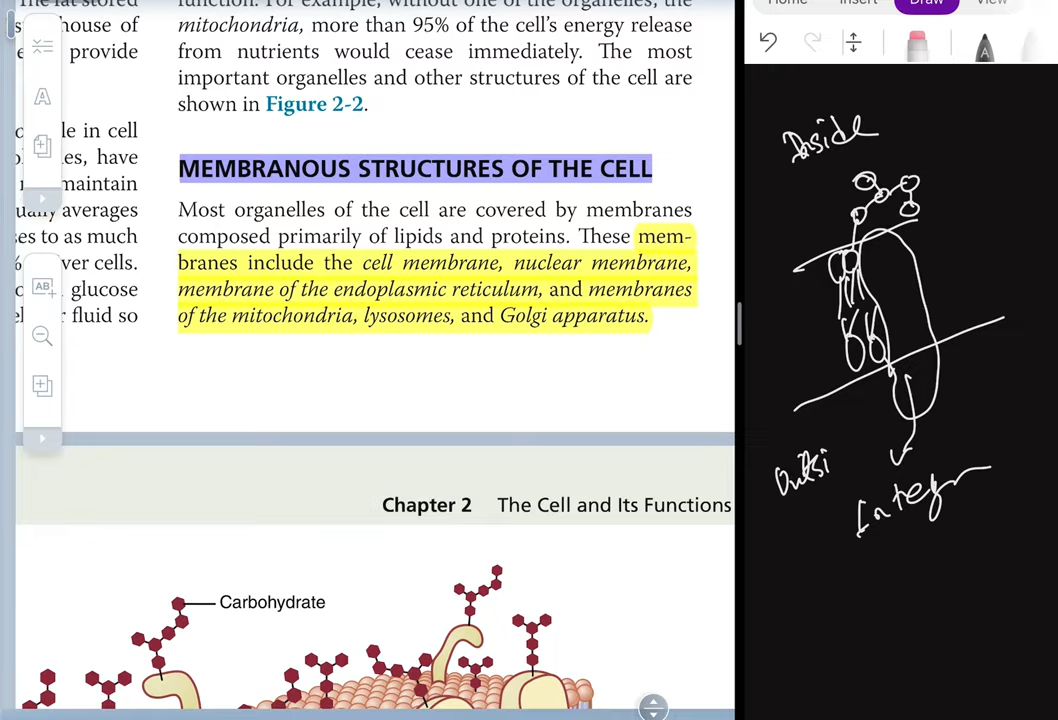 function. For example, without one of the organelles, the
mitochondria, more than 95% of the cell's energy release
from nutrients would cease immediately. The most
important organelles and other structures of the cell are
shown in Figure 2-2.
MEMBRANOUS STRUCTURES OF THE CELL
Most organelles of the cell are covered by membranes
composed primarily of lipids and proteins. These mem-
branes include the cell membrane, nuclear membrane,
membrane of the endoplasmic reticulum, and membranes
of the mitochondria, lysosomes, and Golgi apparatus.
The fat stored
house of
provide
in cell
have
maintain
averages
es to as much
ver cells.
glucose
fluid so
A
AB
Chapter 2 The Cell and Its Functions
Carbohydrate
Home Insert Draw View
A
Inside
Outsi
Integr